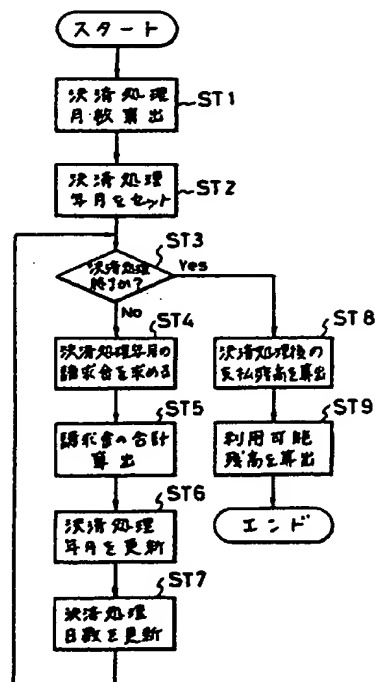 スタート
決済処理
月数算出
ST1
決済処理
年月をセット
ST2
ST3
決済処理
終了か?
Yes
No
ST4
決済処理年月の
請求金を求める
ST5
請求金の合計
算出
ST6
決済処理
年月を更新
ST7
決済処理
日数を更新
ST8
決済処理後の
支払残高を算出
ST9
利用可能
残高を算出
エンド